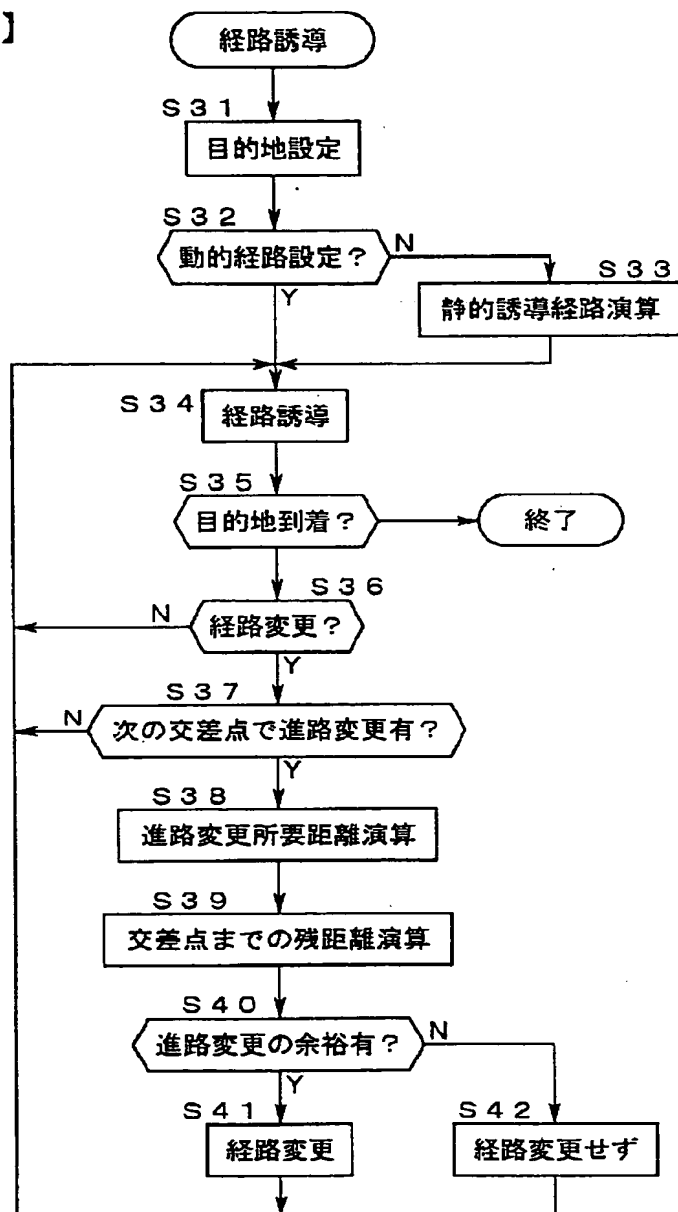 】
経路誘導
S31
目的地設定
S32
動的経路設定?
N
Y
S33
静的誘導経路演算
S34
経路誘導
S35
目的地到着?
終了
S36
経路変更?
N
Y
S37
次の交差点で進路変更有?
N
Y
S38
進路変更所要距離演算
S39
交差点までの残距離演算
S40
進路変更の余裕有?
N
Y
S41
経路変更
S42
経路変更せず